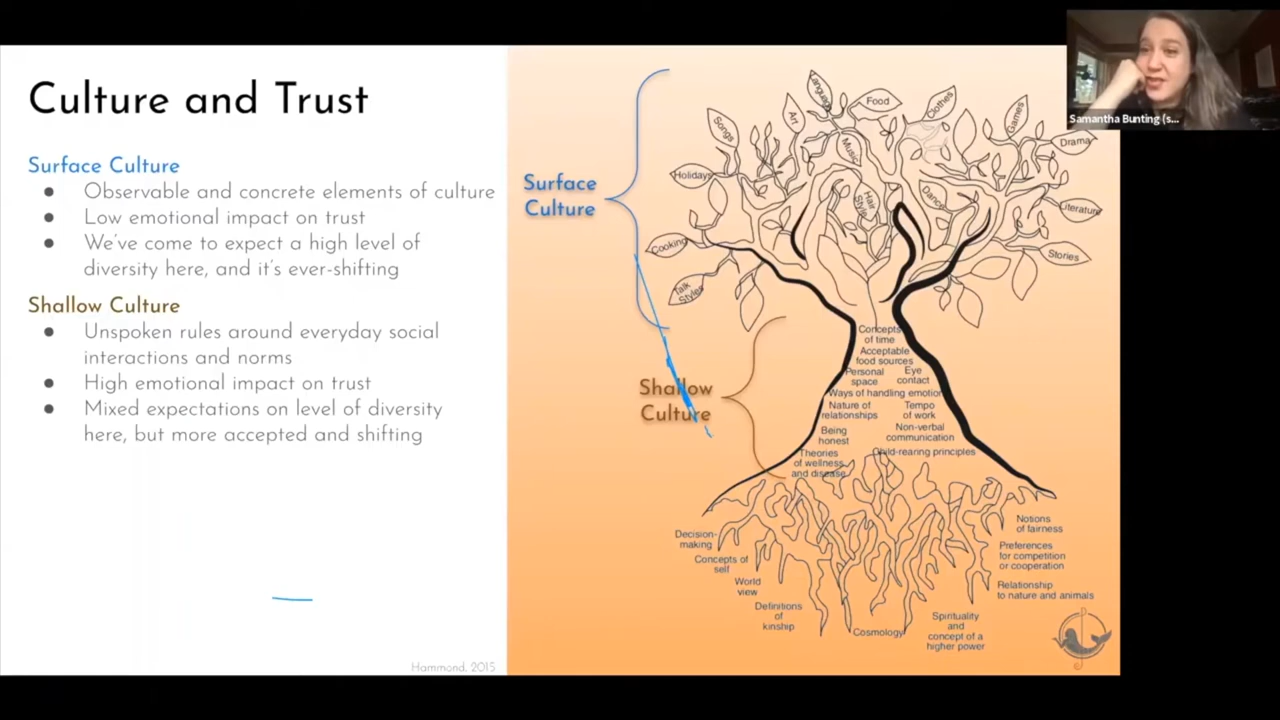 Culture and Trust
Surface Culture
● Observable and concrete elements of culture
● Low emotional impact on trust
● We've come to expect a high level of
diversity here, and it's ever-shifting
Shallow Culture
● Unspoken rules around everyday social
interactions and norms
● High emotional impact on trust
● Mixed expectations on level of diversity
here, but more accepted and shifting
Hammond, 2015
Surface
Culture
Shallow
Culture
Language
Food
Clothes
Games
Drama
Songs
Art
Music
Holidays
Hair
Style
Dance
Literature
Cooking
Stories
Talk
Styles
Concepts
of time
Acceptable
food sources
Personal
space
Eye
contact
Ways of handling emotion
Nature of
relationships
Tempo
of work
Being
honest
Non-verbal
communication
Theories
of wellness
and disease
Child-rearing principles
Decision-
making
Concepts of
self
World
view
Definitions
of
kinship
Cosmology
Spirituality
and
concept of a
higher power
Notions
of fairness
Preferences
for competition
or cooperation
Relationship
to nature and animals
Samantha Bunting (s...